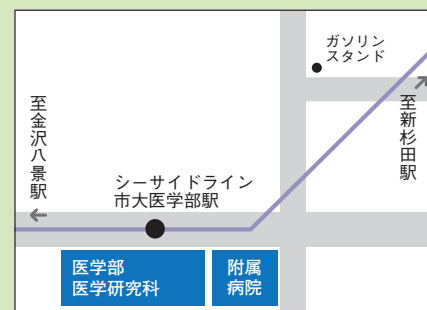 ガソリン
スタンド
至新杉田駅
至金沢八景駅
シーサイドライン
市大医学部駅
医学部
医学研究科
附属
病院